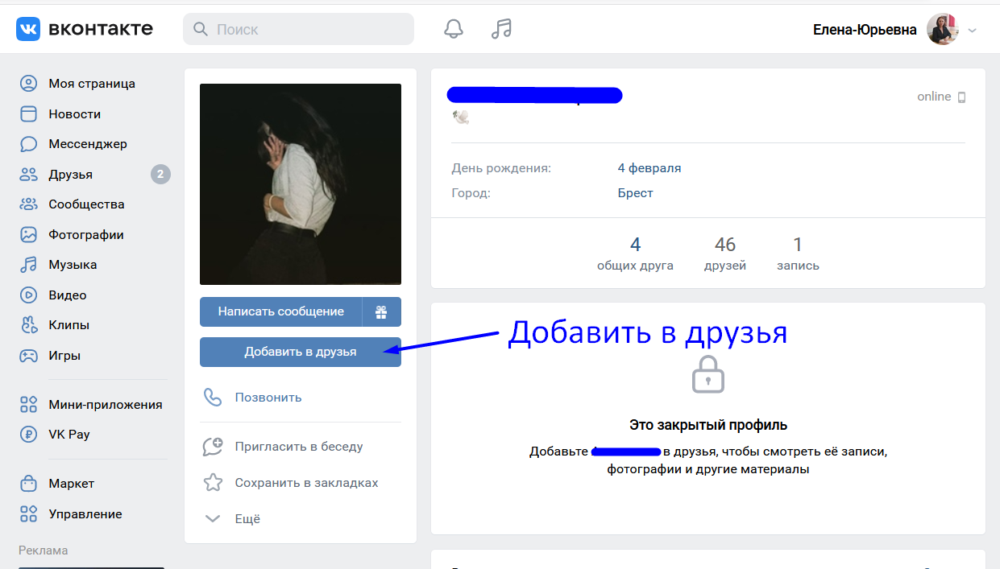 вконтакте
Поиск
Елена-Юрьевна
Моя страница
Новости
Мессенджер
Друзья 2
Сообщества
Фотографии
Музыка
Видео
Клипы
Игры
Мини-приложения
VK Pay
Маркет
Управление
Реклама
Написать сообщение
Добавить в друзья
Позвонить
Пригласить в беседу
Сохранить в закладках
Ещё
online
День рождения: 4 февраля
Город: Брест
4 46 1
общих друга друзей запись
Добавить в друзья
Это закрытый профиль
Добавьте в друзья, чтобы смотреть её записи,
фотографии и другие материалы